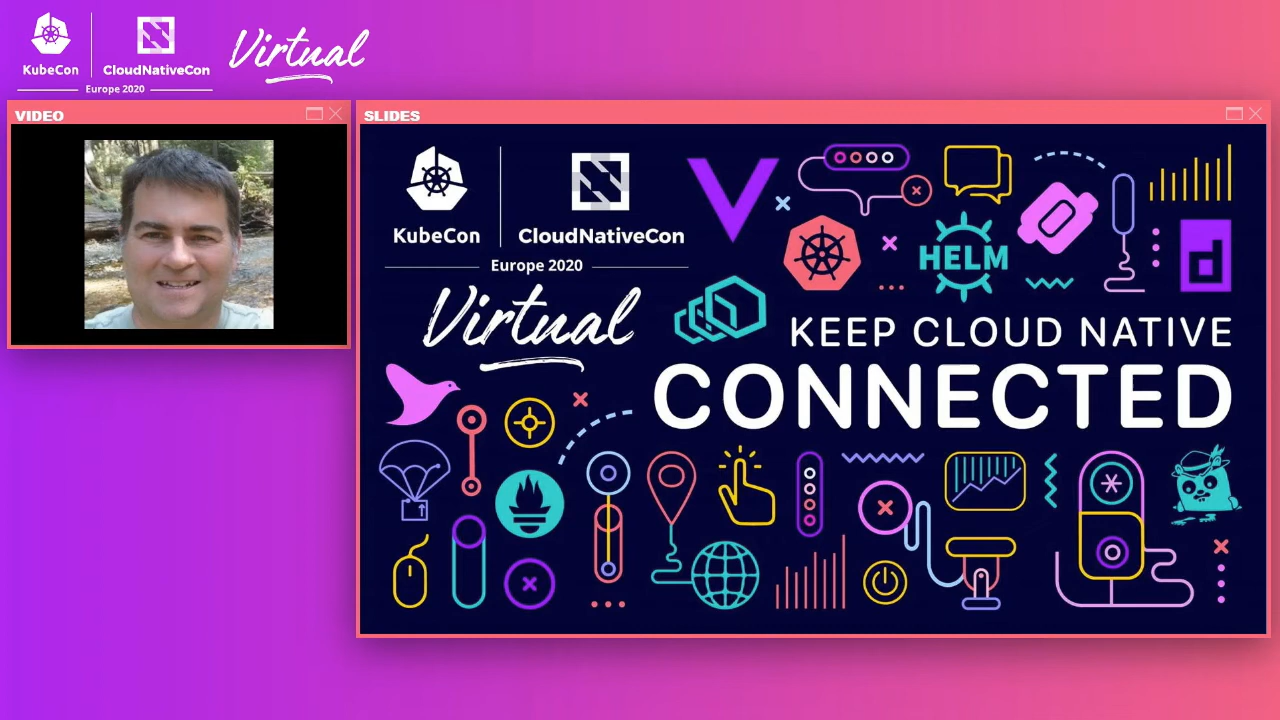 KubeCon
CloudNativeCon
Europe 2020
Virtual
VIDEO
SLIDES
KubeCon
CloudNativeCon
Europe 2020
Virtual
HELM
d
KEEP CLOUD NATIVE
CONNECTED